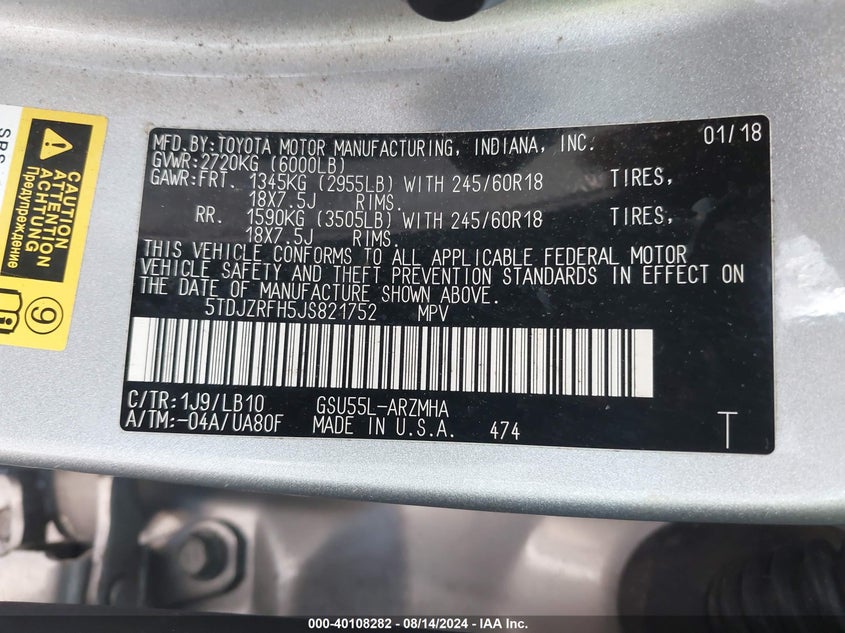 MFD.BY:TOYOTA MOTOR MANUFACTURING, INDIANA, INC. 01/18
GVWR:2720KG (6000LB)
GAWR:FRT. 1345KG (2955LB) WITH 245/60R18 TIRES,
18X7.5J RIMS.
RR. 1590KG (3505LB) WITH 245/60R18 TIRES,
18X7.5J RIMS.
THIS VEHICLE CONFORMS TO ALL APPLICABLE FEDERAL MOTOR
VEHICLE SAFETY AND THEFT PREVENTION STANDARDS IN EFFECT ON
THE DATE OF MANUFACTURE SHOWN ABOVE.
5TDJZRFH5JS821752 MPV
C/TR:1J9/LB10 GSU55L-ARZMHA
A/TM:-04A/UA80F MADE IN U.S.A. 474 T
CAUTION
ATTENTION
ACHTUNG
Предупреждение
9
000-40108282 - 08/14/2024 - IAA Inc.